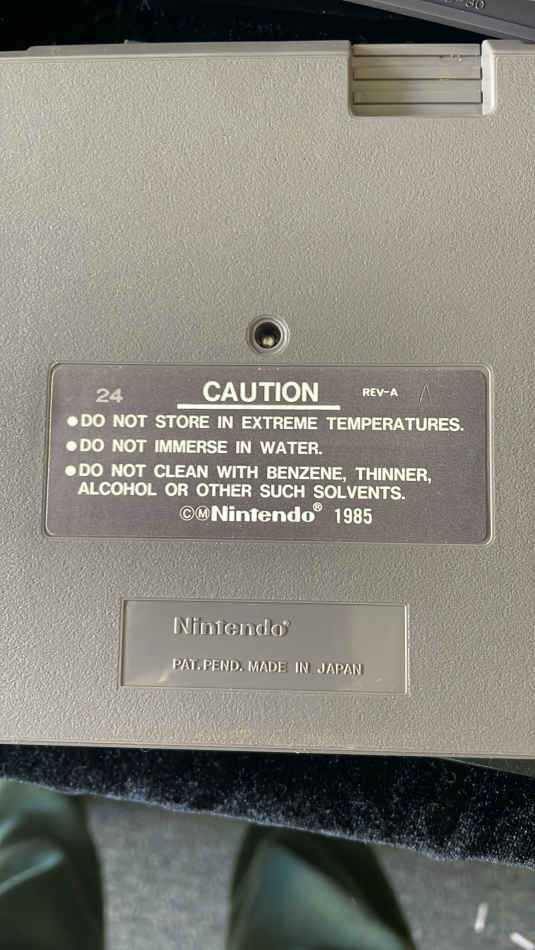 24 CAUTION REV-A A
●DO NOT STORE IN EXTREME TEMPERATURES.
●DO NOT IMMERSE IN WATER.
●DO NOT CLEAN WITH BENZENE, THINNER,
ALCOHOL OR OTHER SUCH SOLVENTS.
©Ⓜ Nintendo® 1985
Nintendo®
PAT. PEND. MADE IN JAPAN